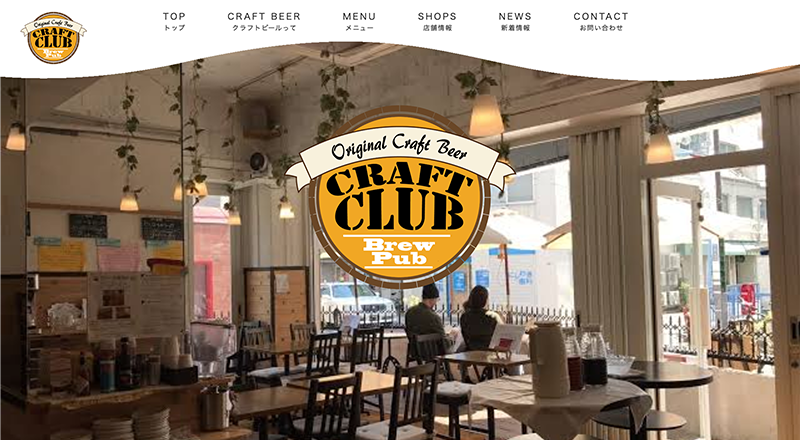 Original Craft Beer
CRAFT
CLUB
Brew
Pub
TOP
トップ
CRAFT BEER
クラフトビールって
MENU
メニュー
SHOPS
店舗情報
NEWS
新着情報
CONTACT
お問い合わせ
Original Craft Beer
CRAFT
CLUB
Brew
Pub